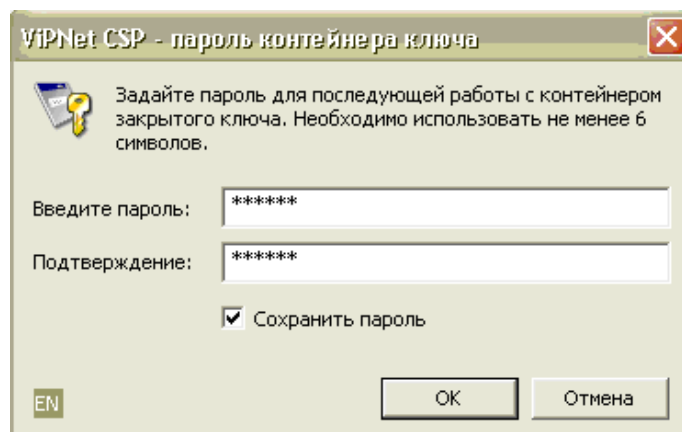 ViPNet CSP - пароль контейнера ключа
Задайте пароль для последующей работы с контейнером
закрытого ключа. Необходимо использовать не менее 6
символов.
Введите пароль: ******
Подтверждение: ******
Сохранить пароль
EN OK Отмена